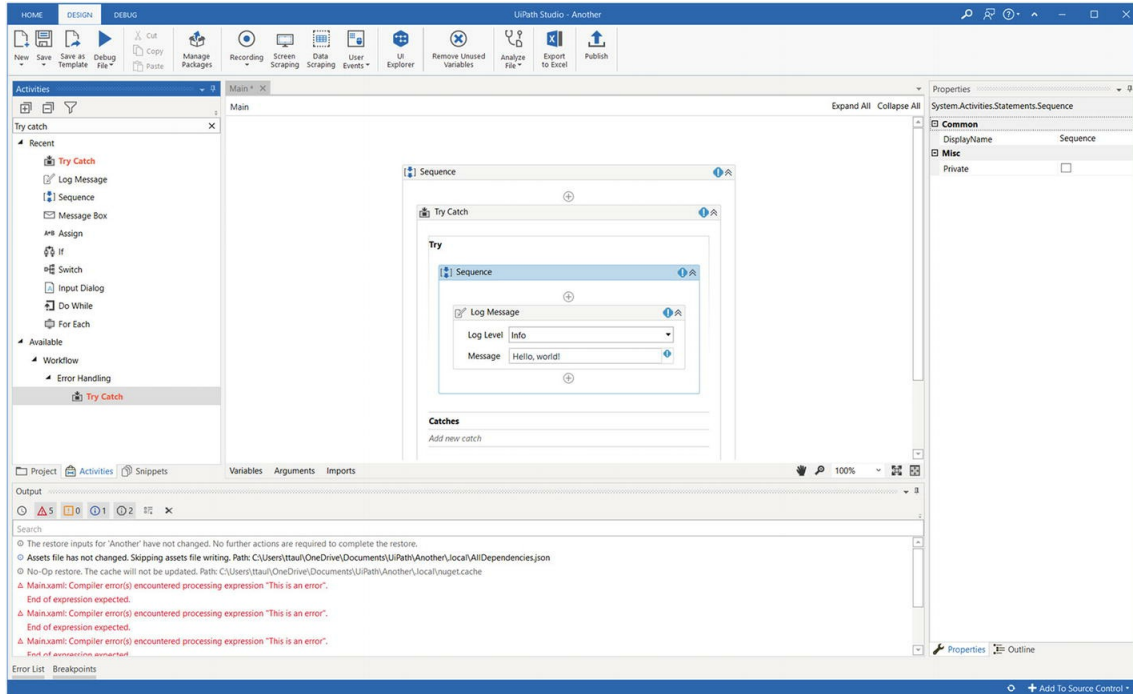 HOME DESIGN DEBUG UiPath Studio - Another
New Save Save as Template Debug File Cut Copy Paste Manage Packages Recording Screen Scraping Data Scraping User Events UI Explorer Remove Unused Variables Analyze File Export to Excel Publish
Activities
Try catch
Recent
Try Catch
Log Message
Sequence
Message Box
A+B Assign
If
Switch
Input Dialog
Do While
For Each
Available
Workflow
Error Handling
Try Catch
Project Activities Snippets
Main*
Main Expand All Collapse All
Sequence
Try Catch
Try
Sequence
Log Message
Log Level Info
Message Hello, world!
Catches
Add new catch
Variables Arguments Imports 100%
Properties
System.Activities.Statements.Sequence
Common
DisplayName Sequence
Misc
Private
Properties Outline
Output
5 0 1 2
Search
The restore inputs for 'Another' have not changed. No further actions are required to complete the restore.
Assets file has not changed. Skipping assets file writing. Path: C:\Users\ttaul\OneDrive\Documents\UiPath\Another\.local\AllDependencies.json
No-Op restore. The cache will not be updated. Path: C:\Users\ttaul\OneDrive\Documents\UiPath\Another\.local\nuget.cache
Main.xaml: Compiler error(s) encountered processing expression "This is an error".
End of expression expected.
Main.xaml: Compiler error(s) encountered processing expression "This is an error".
End of expression expected.
Main.xaml: Compiler error(s) encountered processing expression "This is an error".
End of expression expected.
Error List Breakpoints
Add To Source Control